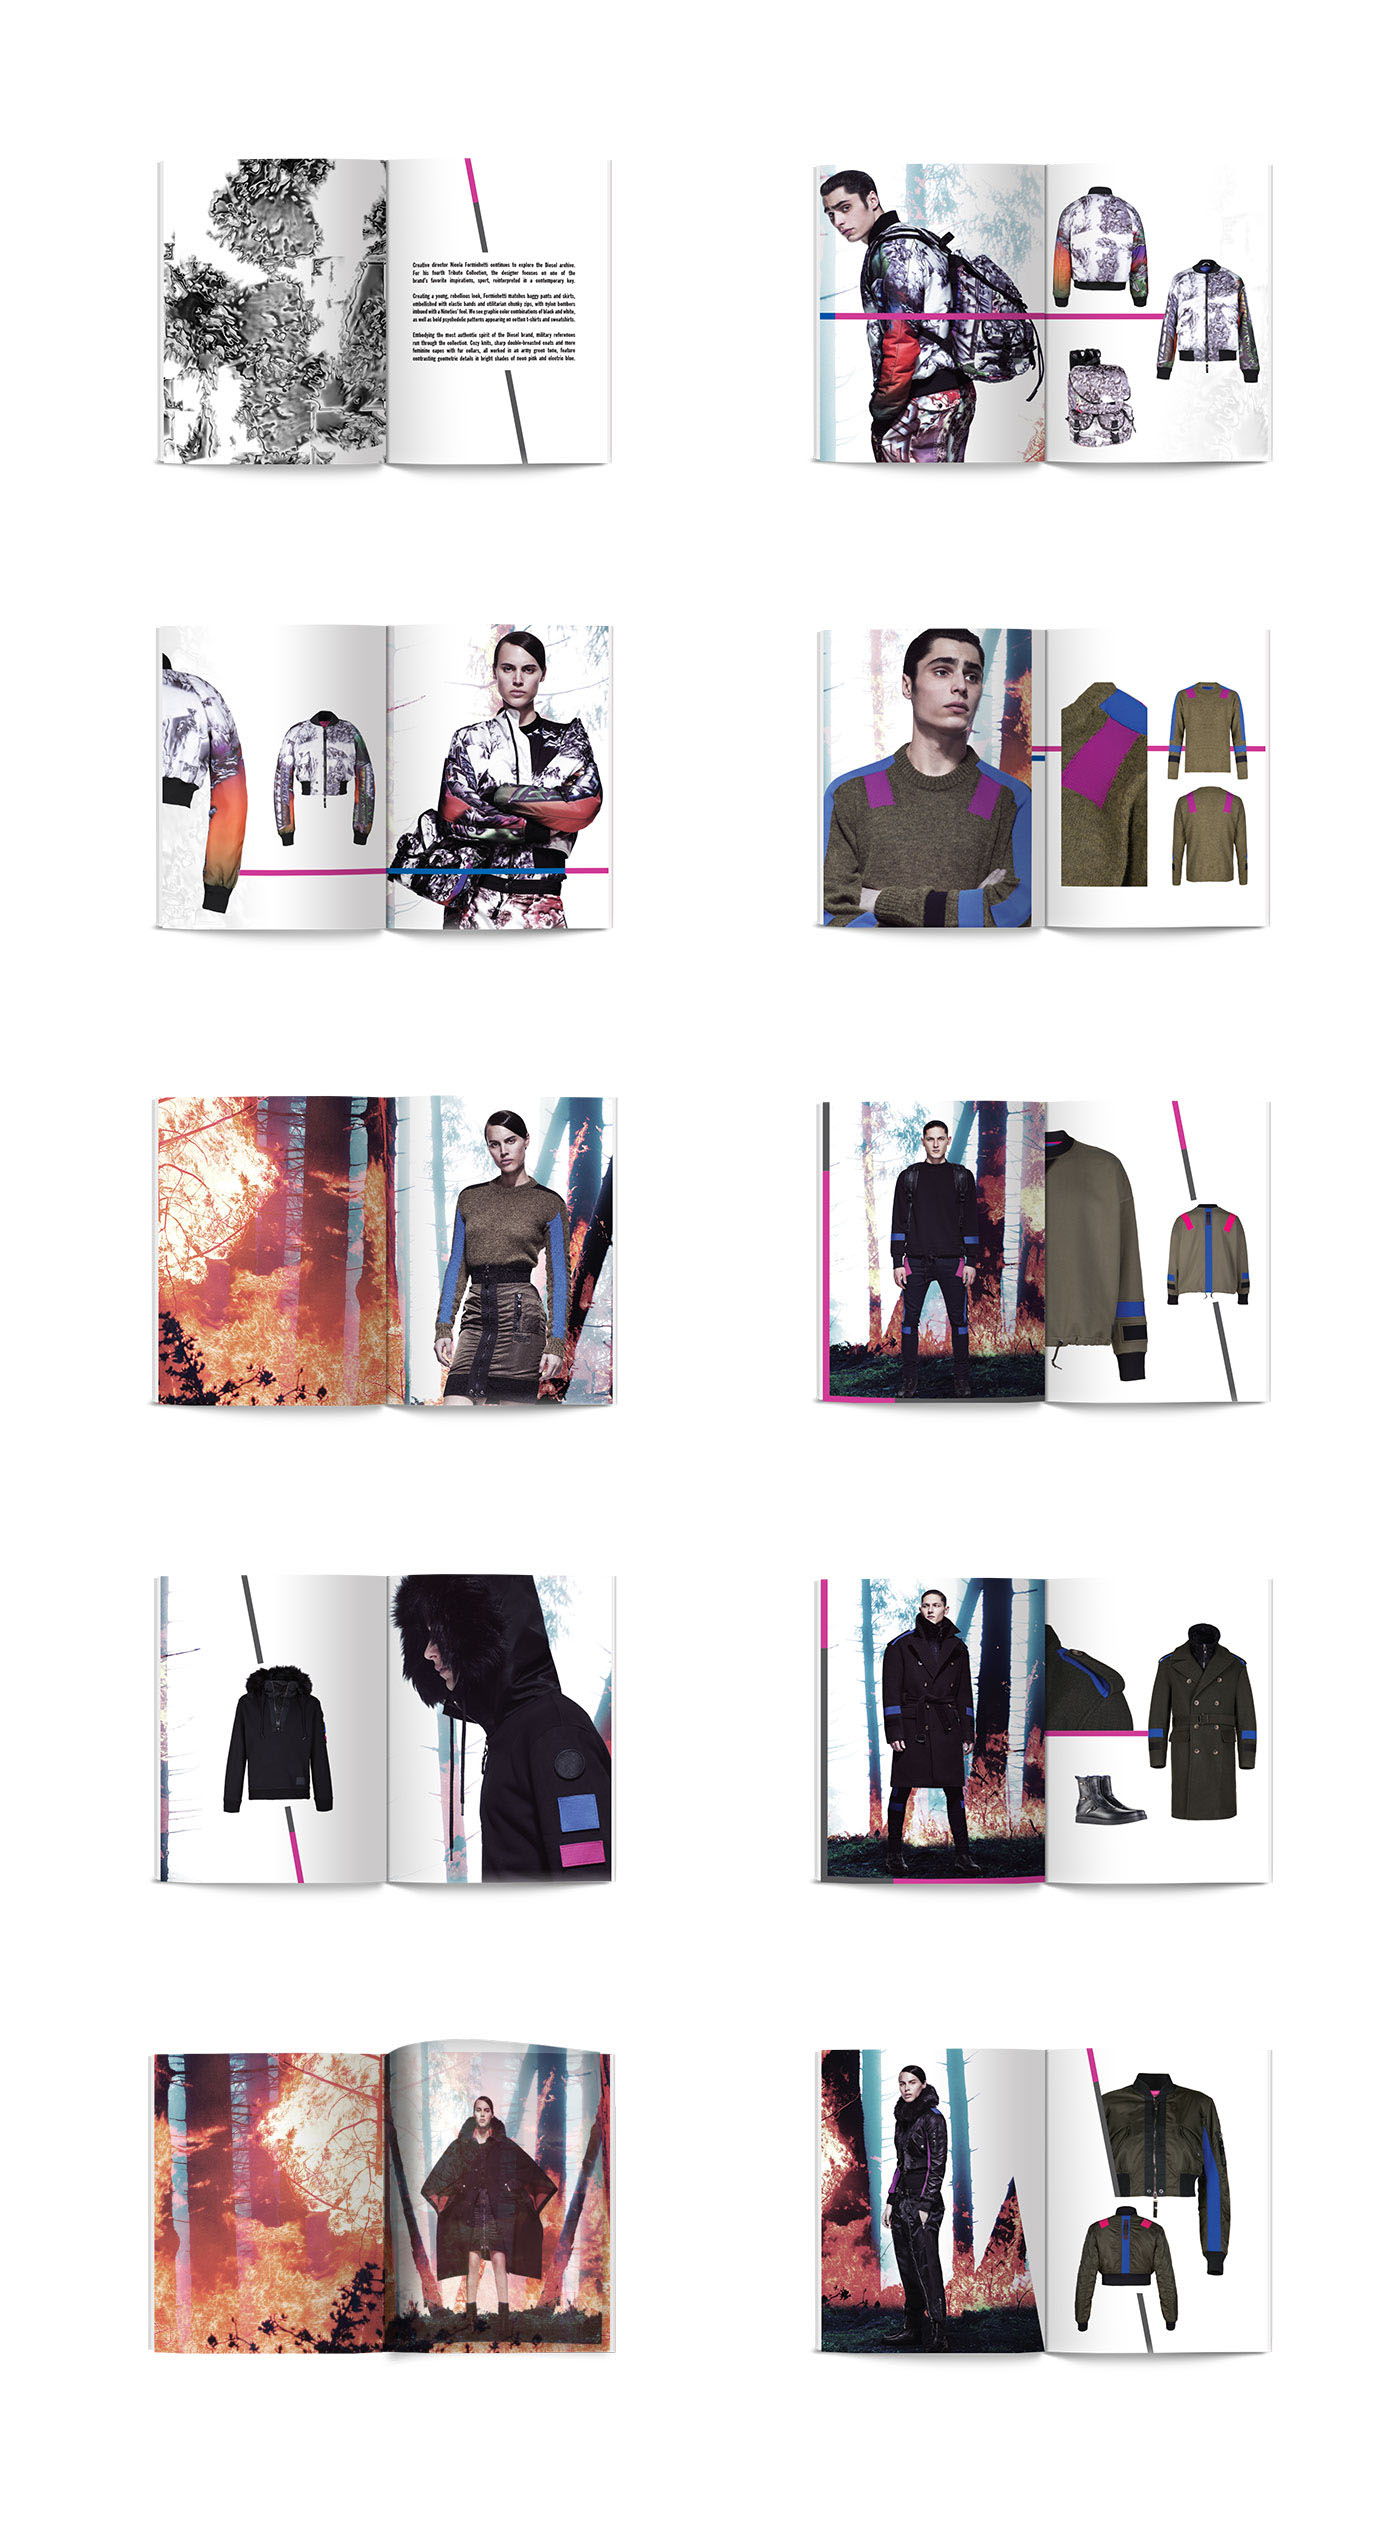 Creative director Nicola Formichetti continues to explore the Diesel archive.
For his fourth Tribute Collection, the designer focuses on one of the
brand's favorite inspirations, sport, reinterpreted in a contemporary key.
Creating a young, rebellious look, Formichetti matches baggy pants and skirts,
embellished with elastic bands and utilitarian chunky zips, with nylon bombers
imbued with a Nineties' feel. We see graphic color combinations of black and white,
as well as bold psychedelic patterns appearing on cotton t-shirts and sweatshirts.
Embodying the most authentic spirit of the Diesel brand, military references
run through the collection. Cozy knits, sharp double-breasted coats and more
feminine capes with fur collars, all worked in an army green tone, feature
contrasting geometric details in bright shades of neon pink and electric blue.